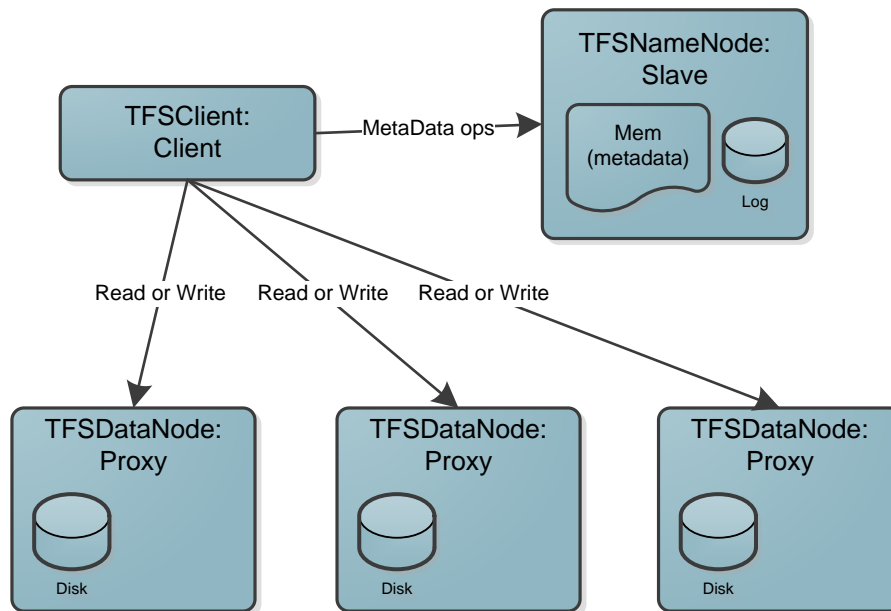 TFSNameNode:
Slave
TFSClient:
Client
MetaData ops
Mem
(metadata)
Log
Read or Write
Read or Write
Read or Write
TFSDataNode:
Proxy
Disk
TFSDataNode:
Proxy
Disk
TFSDataNode:
Proxy
Disk